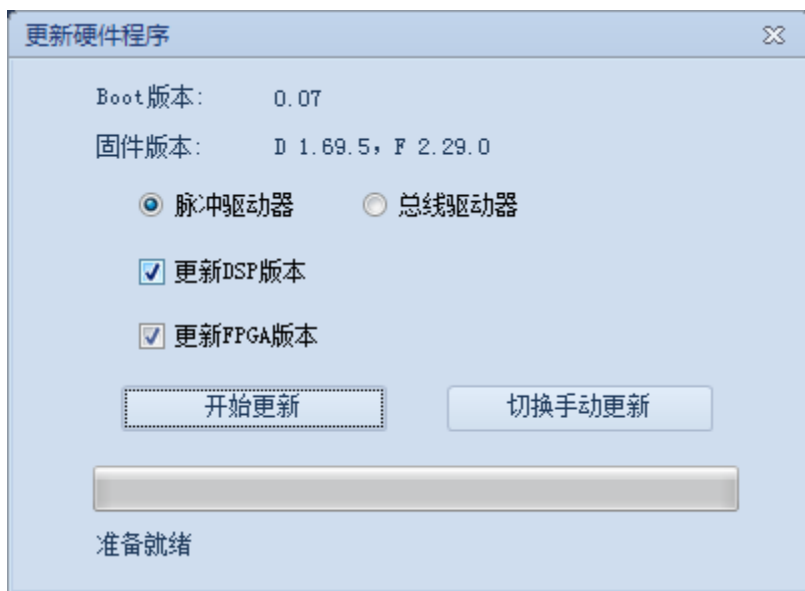 更新硬件程序
Boot版本: 0.07
固件版本: D 1.69.5，F 2.29.0
脉冲驱动器 总线驱动器
更新DSP版本
更新FPGA版本
开始更新 切换手动更新
准备就绪